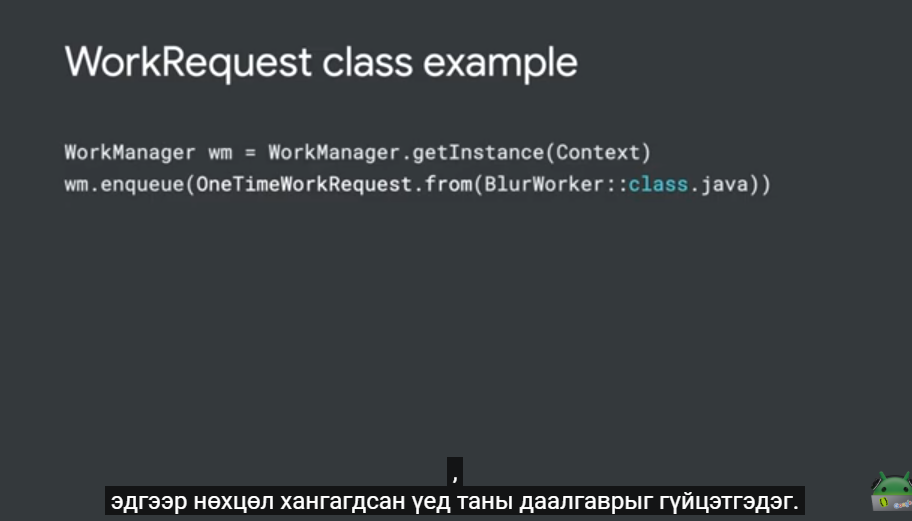 WorkRequest class example
WorkManager wm = WorkManager.getInstance(Context)
wm.enqueue(OneTimeWorkRequest.from(BlurWorker::class.java))
,
эдгээр нөхцөл хангагдсан үед таны даалгаврыг гүйцэтгэдэг.